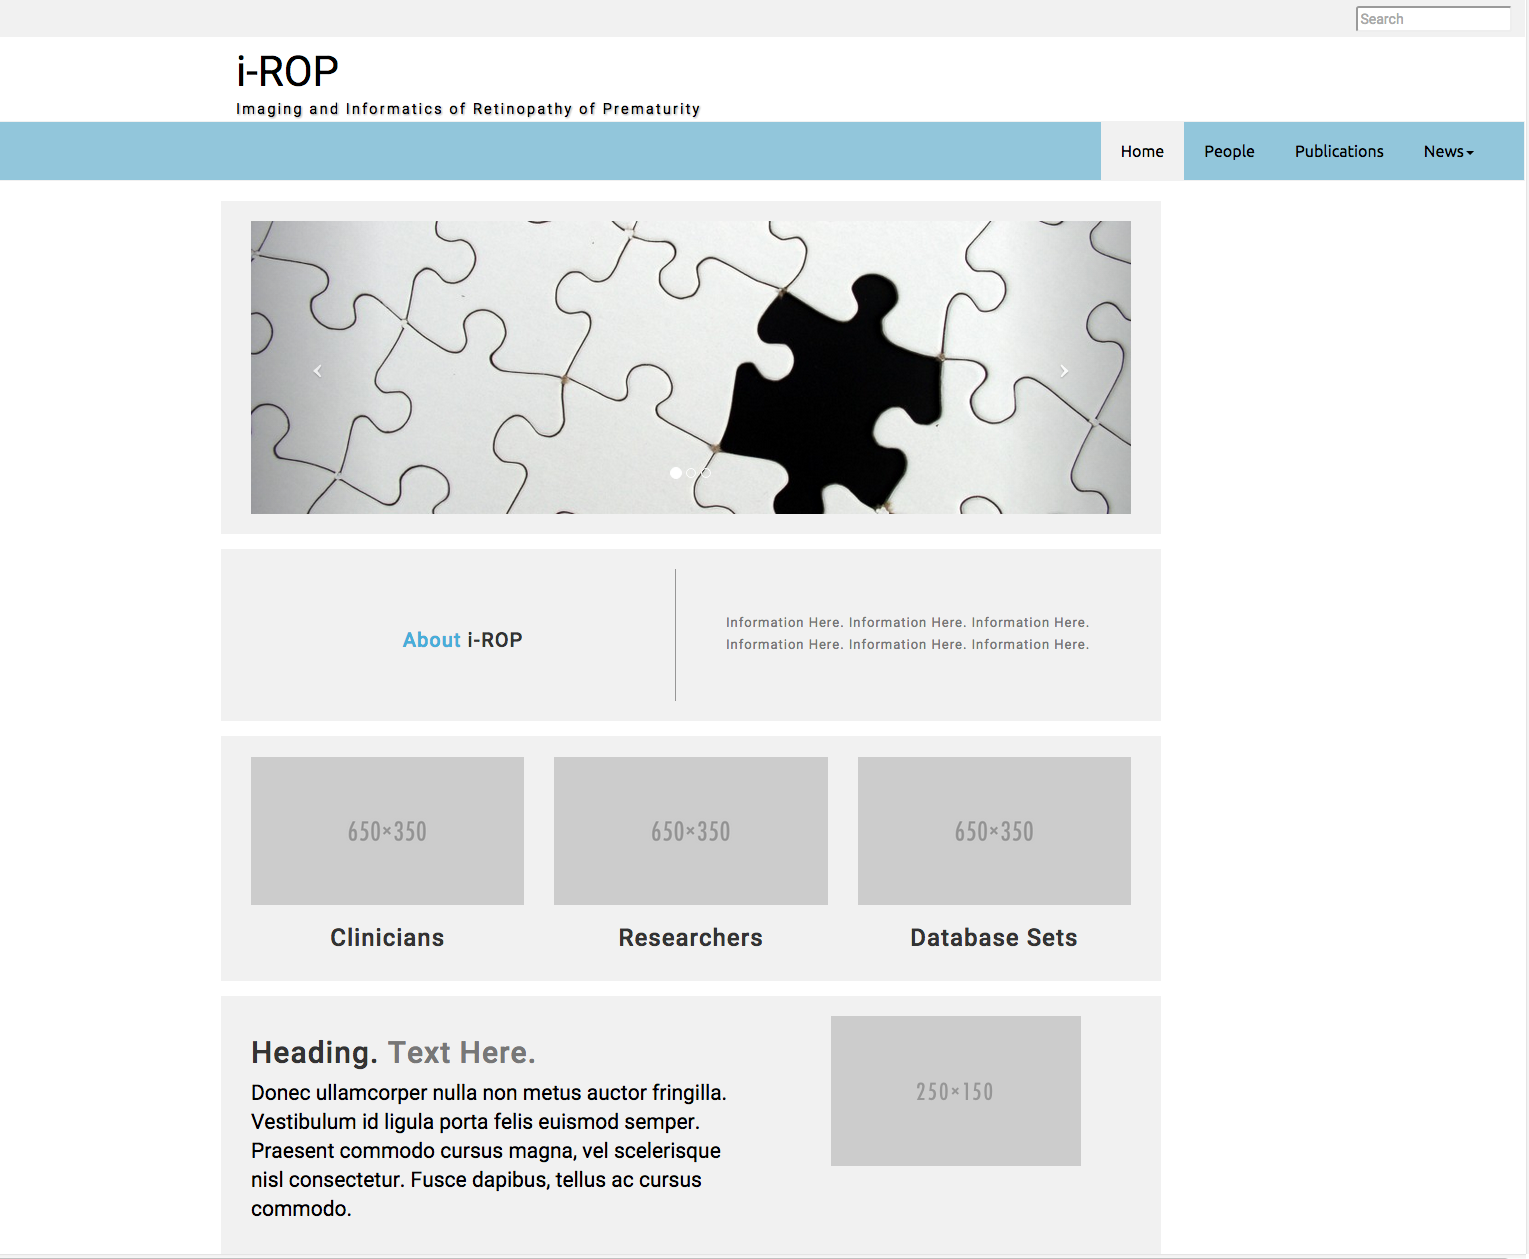 Search
i-ROP
Imaging and Informatics of Retinopathy of Prematurity
Home People Publications News
About i-ROP
Information Here. Information Here. Information Here.
Information Here. Information Here. Information Here.
650×350 650×350 650×350
Clinicians Researchers Database Sets
Heading. Text Here.
Donec ullamcorper nulla non metus auctor fringilla.
Vestibulum id ligula porta felis euismod semper.
Praesent commodo cursus magna, vel scelerisque
nisl consectetur. Fusce dapibus, tellus ac cursus
commodo.
250×150